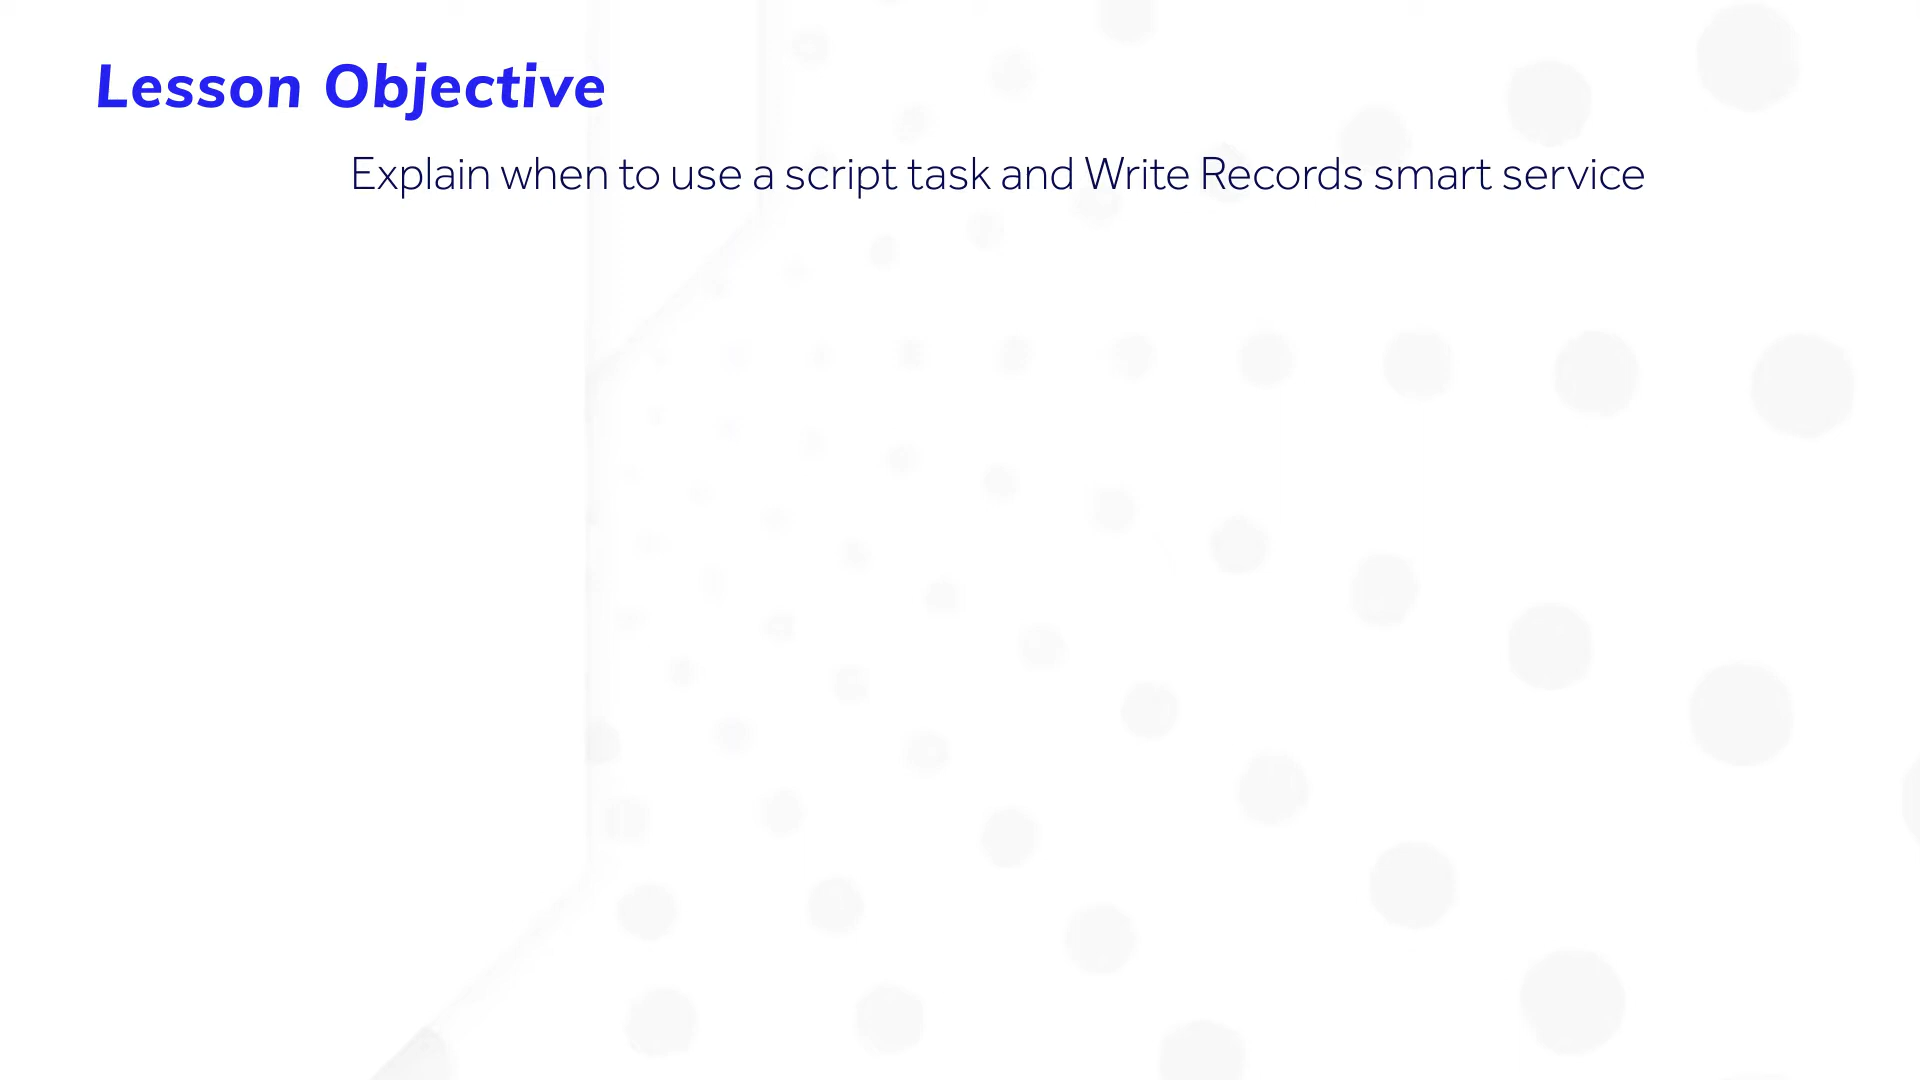 Lesson Objective
Explain when to use a script task and Write Records smart service